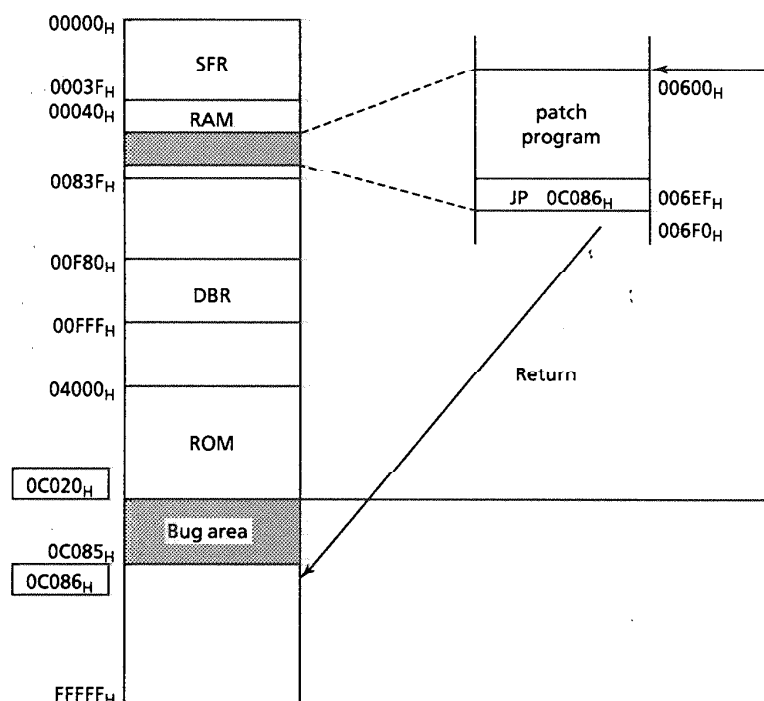 00000H
SFR
0003FH
00040H
RAM
0083FH
00F80H
DBR
00FFFH
04000H
ROM
0C020H
Bug area
0C085H
0C086H
FFFFFH
00600H
patch
program
JP 0C086H
006EFH
006F0H
Return